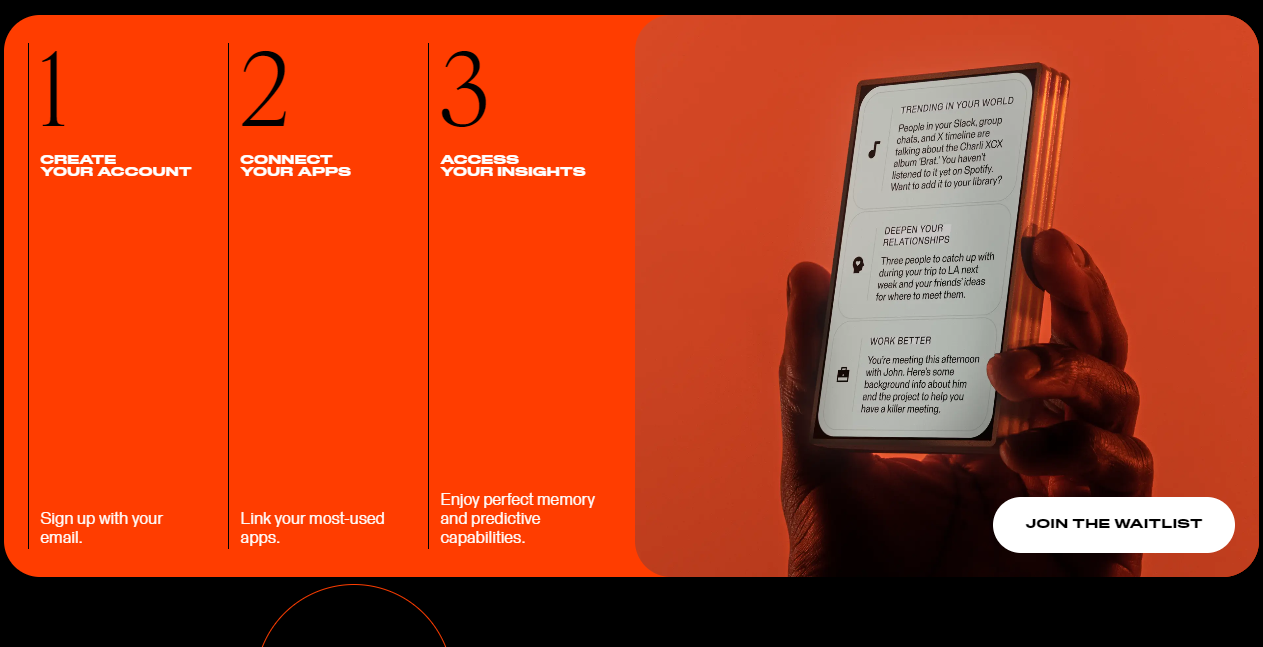 1
CREATE
YOUR ACCOUNT
Sign up with your
email.
2
CONNECT
YOUR APPS
Link your most-used
apps.
3
ACCESS
YOUR INSIGHTS
Enjoy perfect memory
and predictive
capabilities.
TRENDING IN YOUR WORLD
People in your Slack, group
chats, and X timeline are
talking about the Charli XCX
album 'Brat.' You haven't
listened to it yet on Spotify.
Want to add it to your library?
DEEPEN YOUR
RELATIONSHIPS
Three people to catch up with
during your trip to LA next
week and your friends' ideas
for where to meet them.
WORK BETTER
You're meeting this afternoon
with John. Here's some
background info about him
and the project to help you
have a killer meeting.
JOIN THE WAITLIST